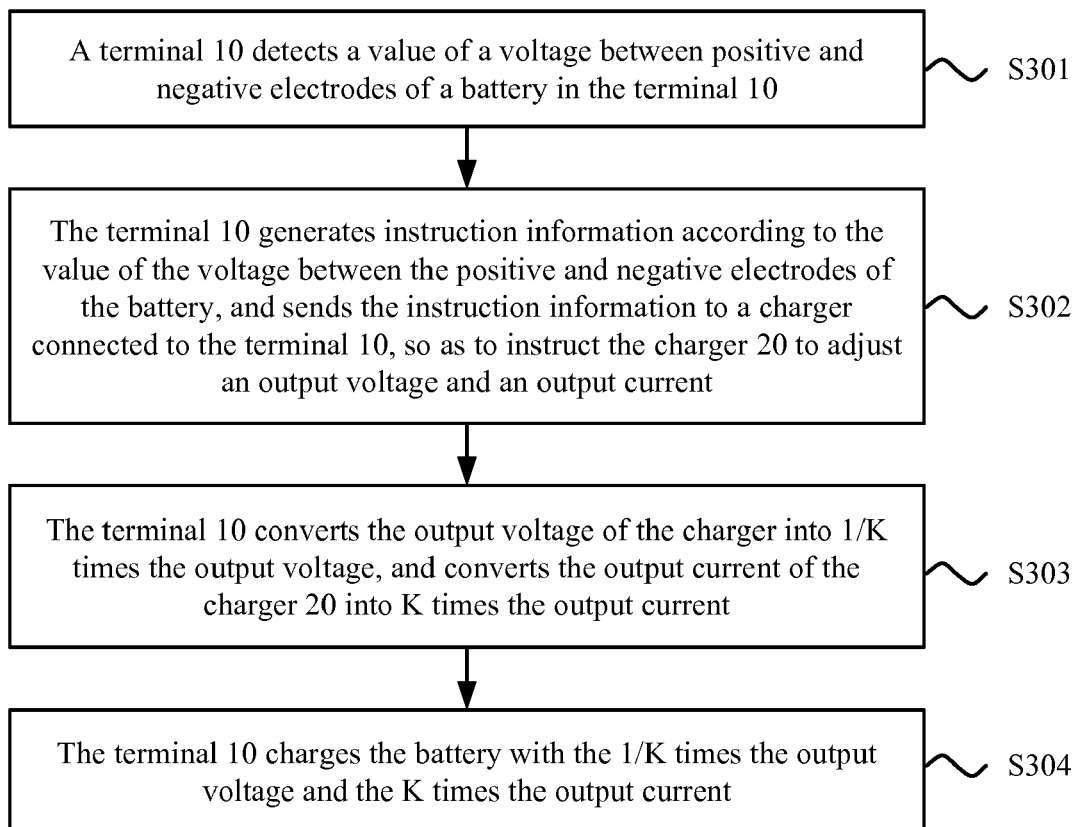 A terminal 10 detects a value of a voltage between positive and
negative electrodes of a battery in the terminal 10
S301
The terminal 10 generates instruction information according to the
value of the voltage between the positive and negative electrodes of
the battery, and sends the instruction information to a charger
connected to the terminal 10, so as to instruct the charger 20 to adjust
an output voltage and an output current
S302
The terminal 10 converts the output voltage of the charger into 1/K
times the output voltage, and converts the output current of the
charger 20 into K times the output current
S303
The terminal 10 charges the battery with the 1/K times the output
voltage and the K times the output current
S304